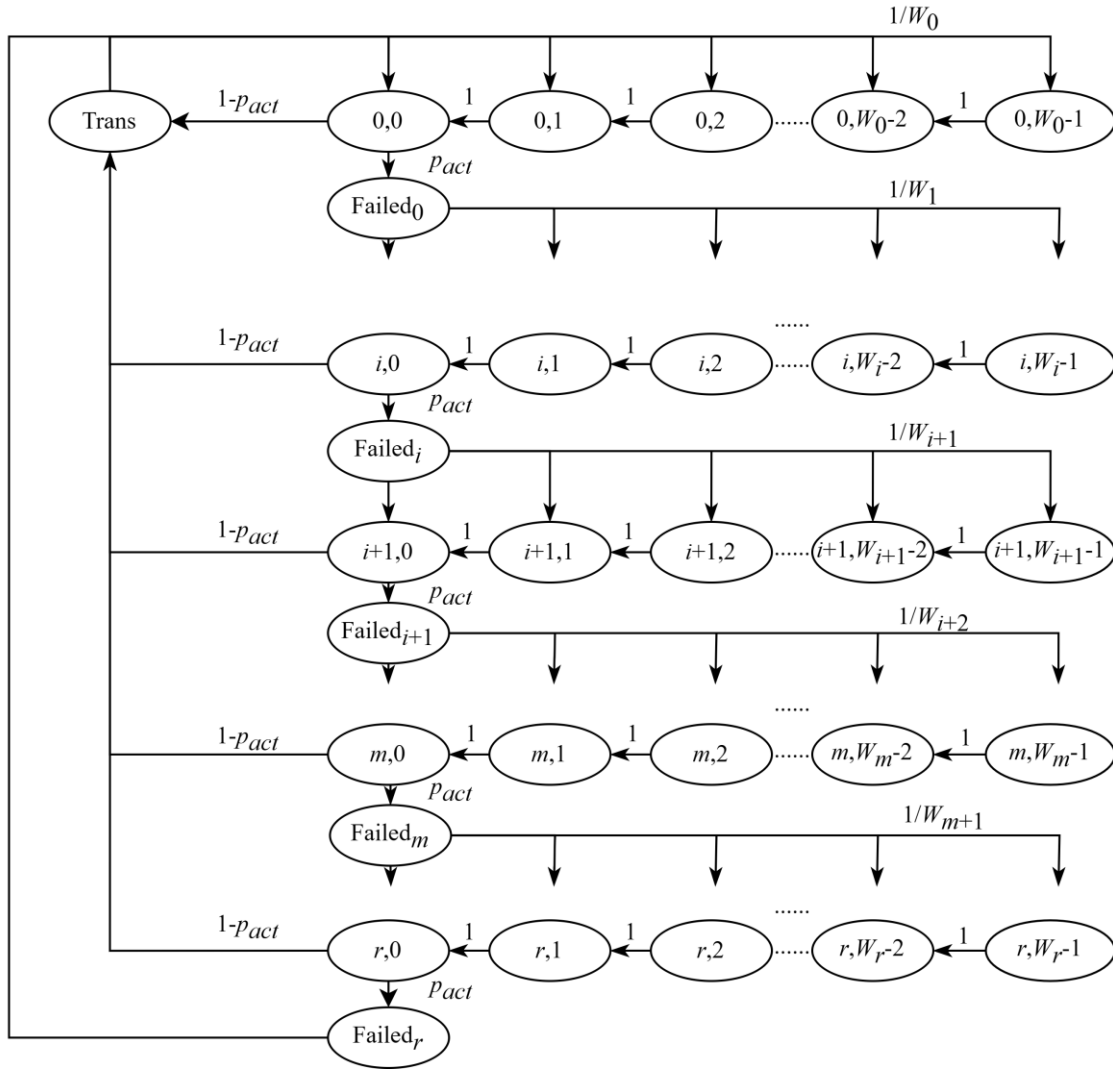 1/W0
1-pact 1 1 1
Trans 0,0 0,1 0,2 ...... 0,W0-2 0,W0-1
pact
Failed0 1/W1
......
1-pact 1 1 1
i,0 i,1 i,2 ...... i,Wi-2 i,Wi-1
pact
Failedi 1/Wi+1
1-pact 1 1 1
i+1,0 i+1,1 i+1,2 ...... i+1,Wi+1-2 i+1,Wi+1-1
pact
Failedi+1 1/Wi+2
......
1-pact 1 1 1
m,0 m,1 m,2 ...... m,Wm-2 m,Wm-1
pact
Failedm 1/Wm+1
......
1-pact 1 1 1
r,0 r,1 r,2 ...... r,Wr-2 r,Wr-1
pact
Failedr